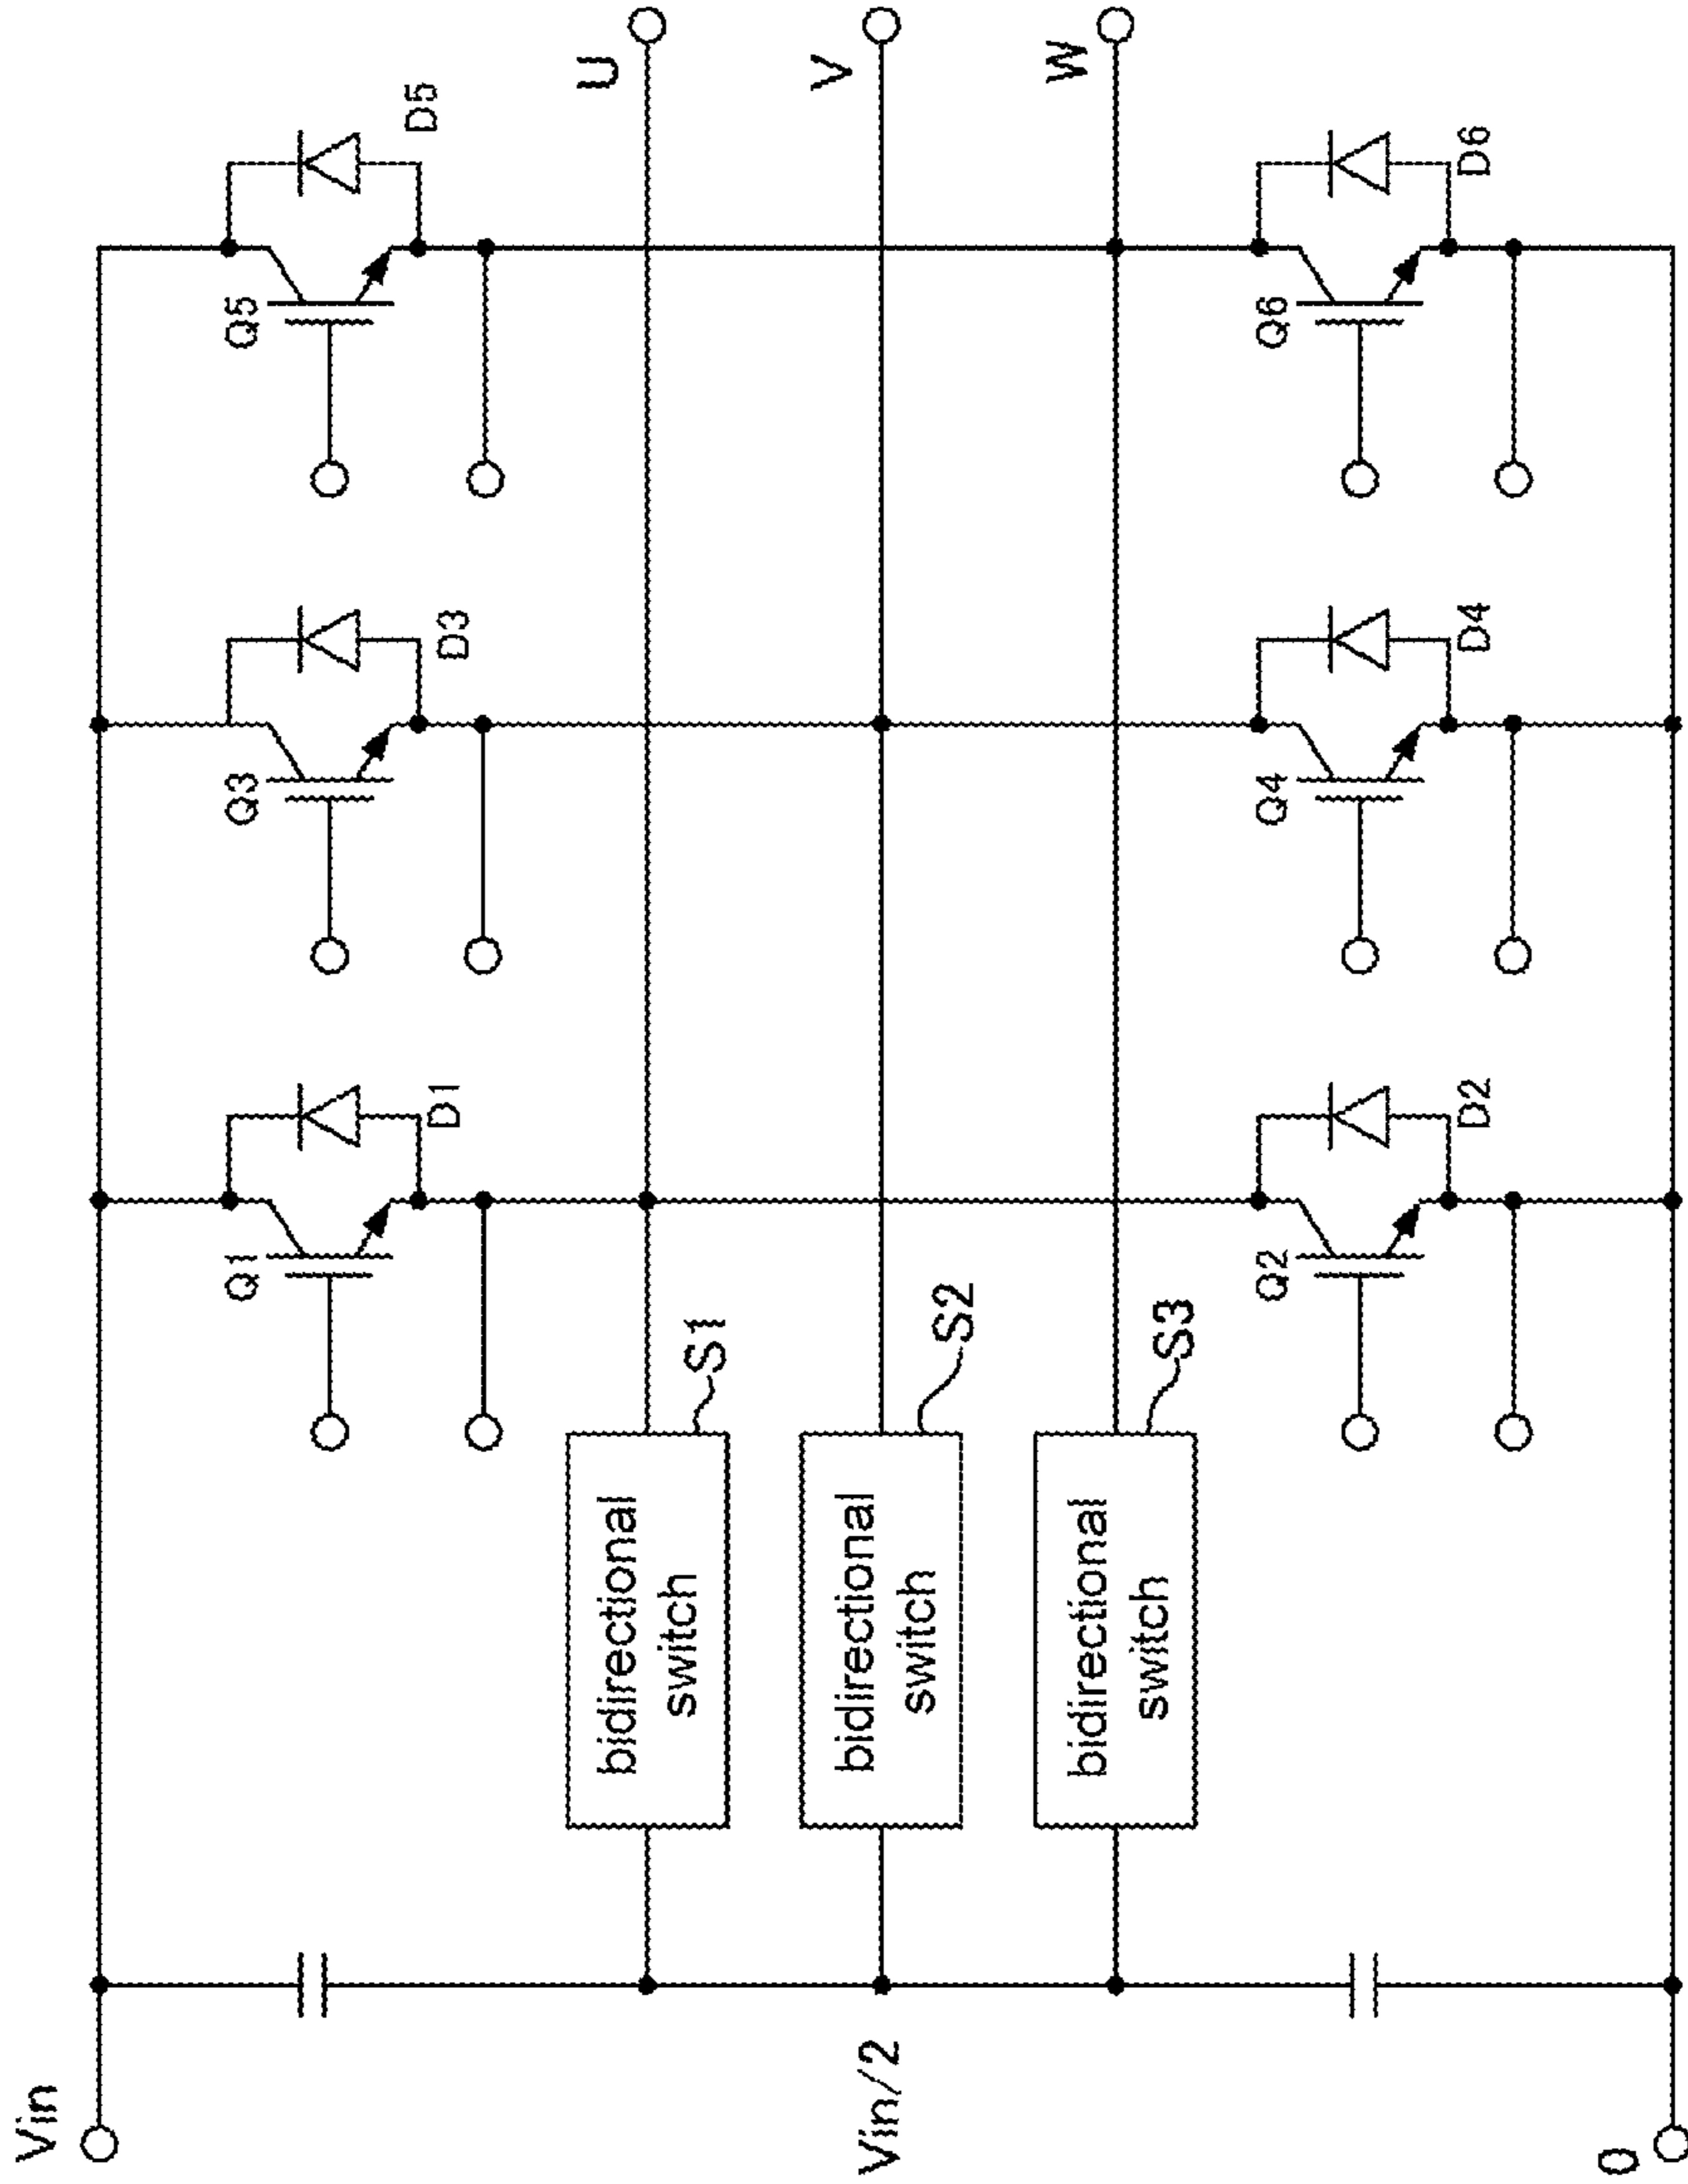 Vin
Q1
D1
Q3
D3
Q5
D5
U
bidirectional
switch
S1
Vin/2
bidirectional
switch
S2
V
bidirectional
switch
S3
W
Q2
D2
Q4
D4
Q6
D6
0